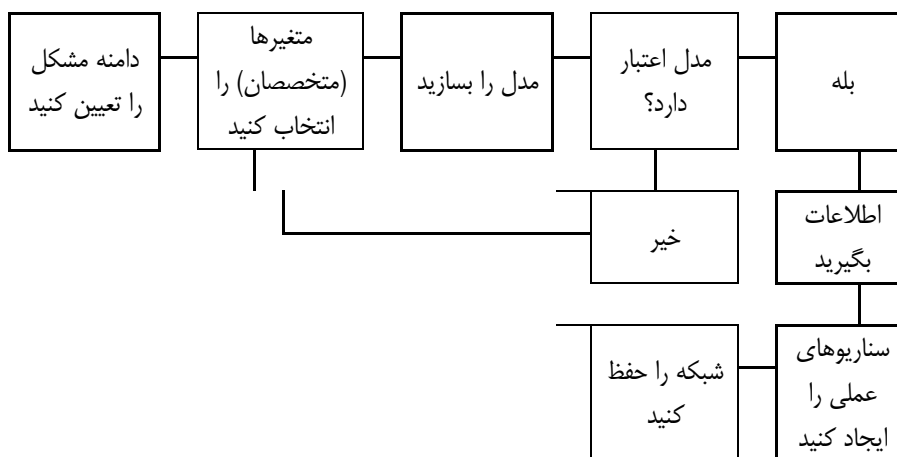 دامنه مشکل
را تعیین کنید
متغیرها
(متخصصان) را
انتخاب کنید
مدل را بسازید
مدل اعتبار
دارد؟
بله
خیر
اطلاعات
بگیرید
سناریوهای
عملی را
ایجاد کنید
شبکه را حفظ
کنید